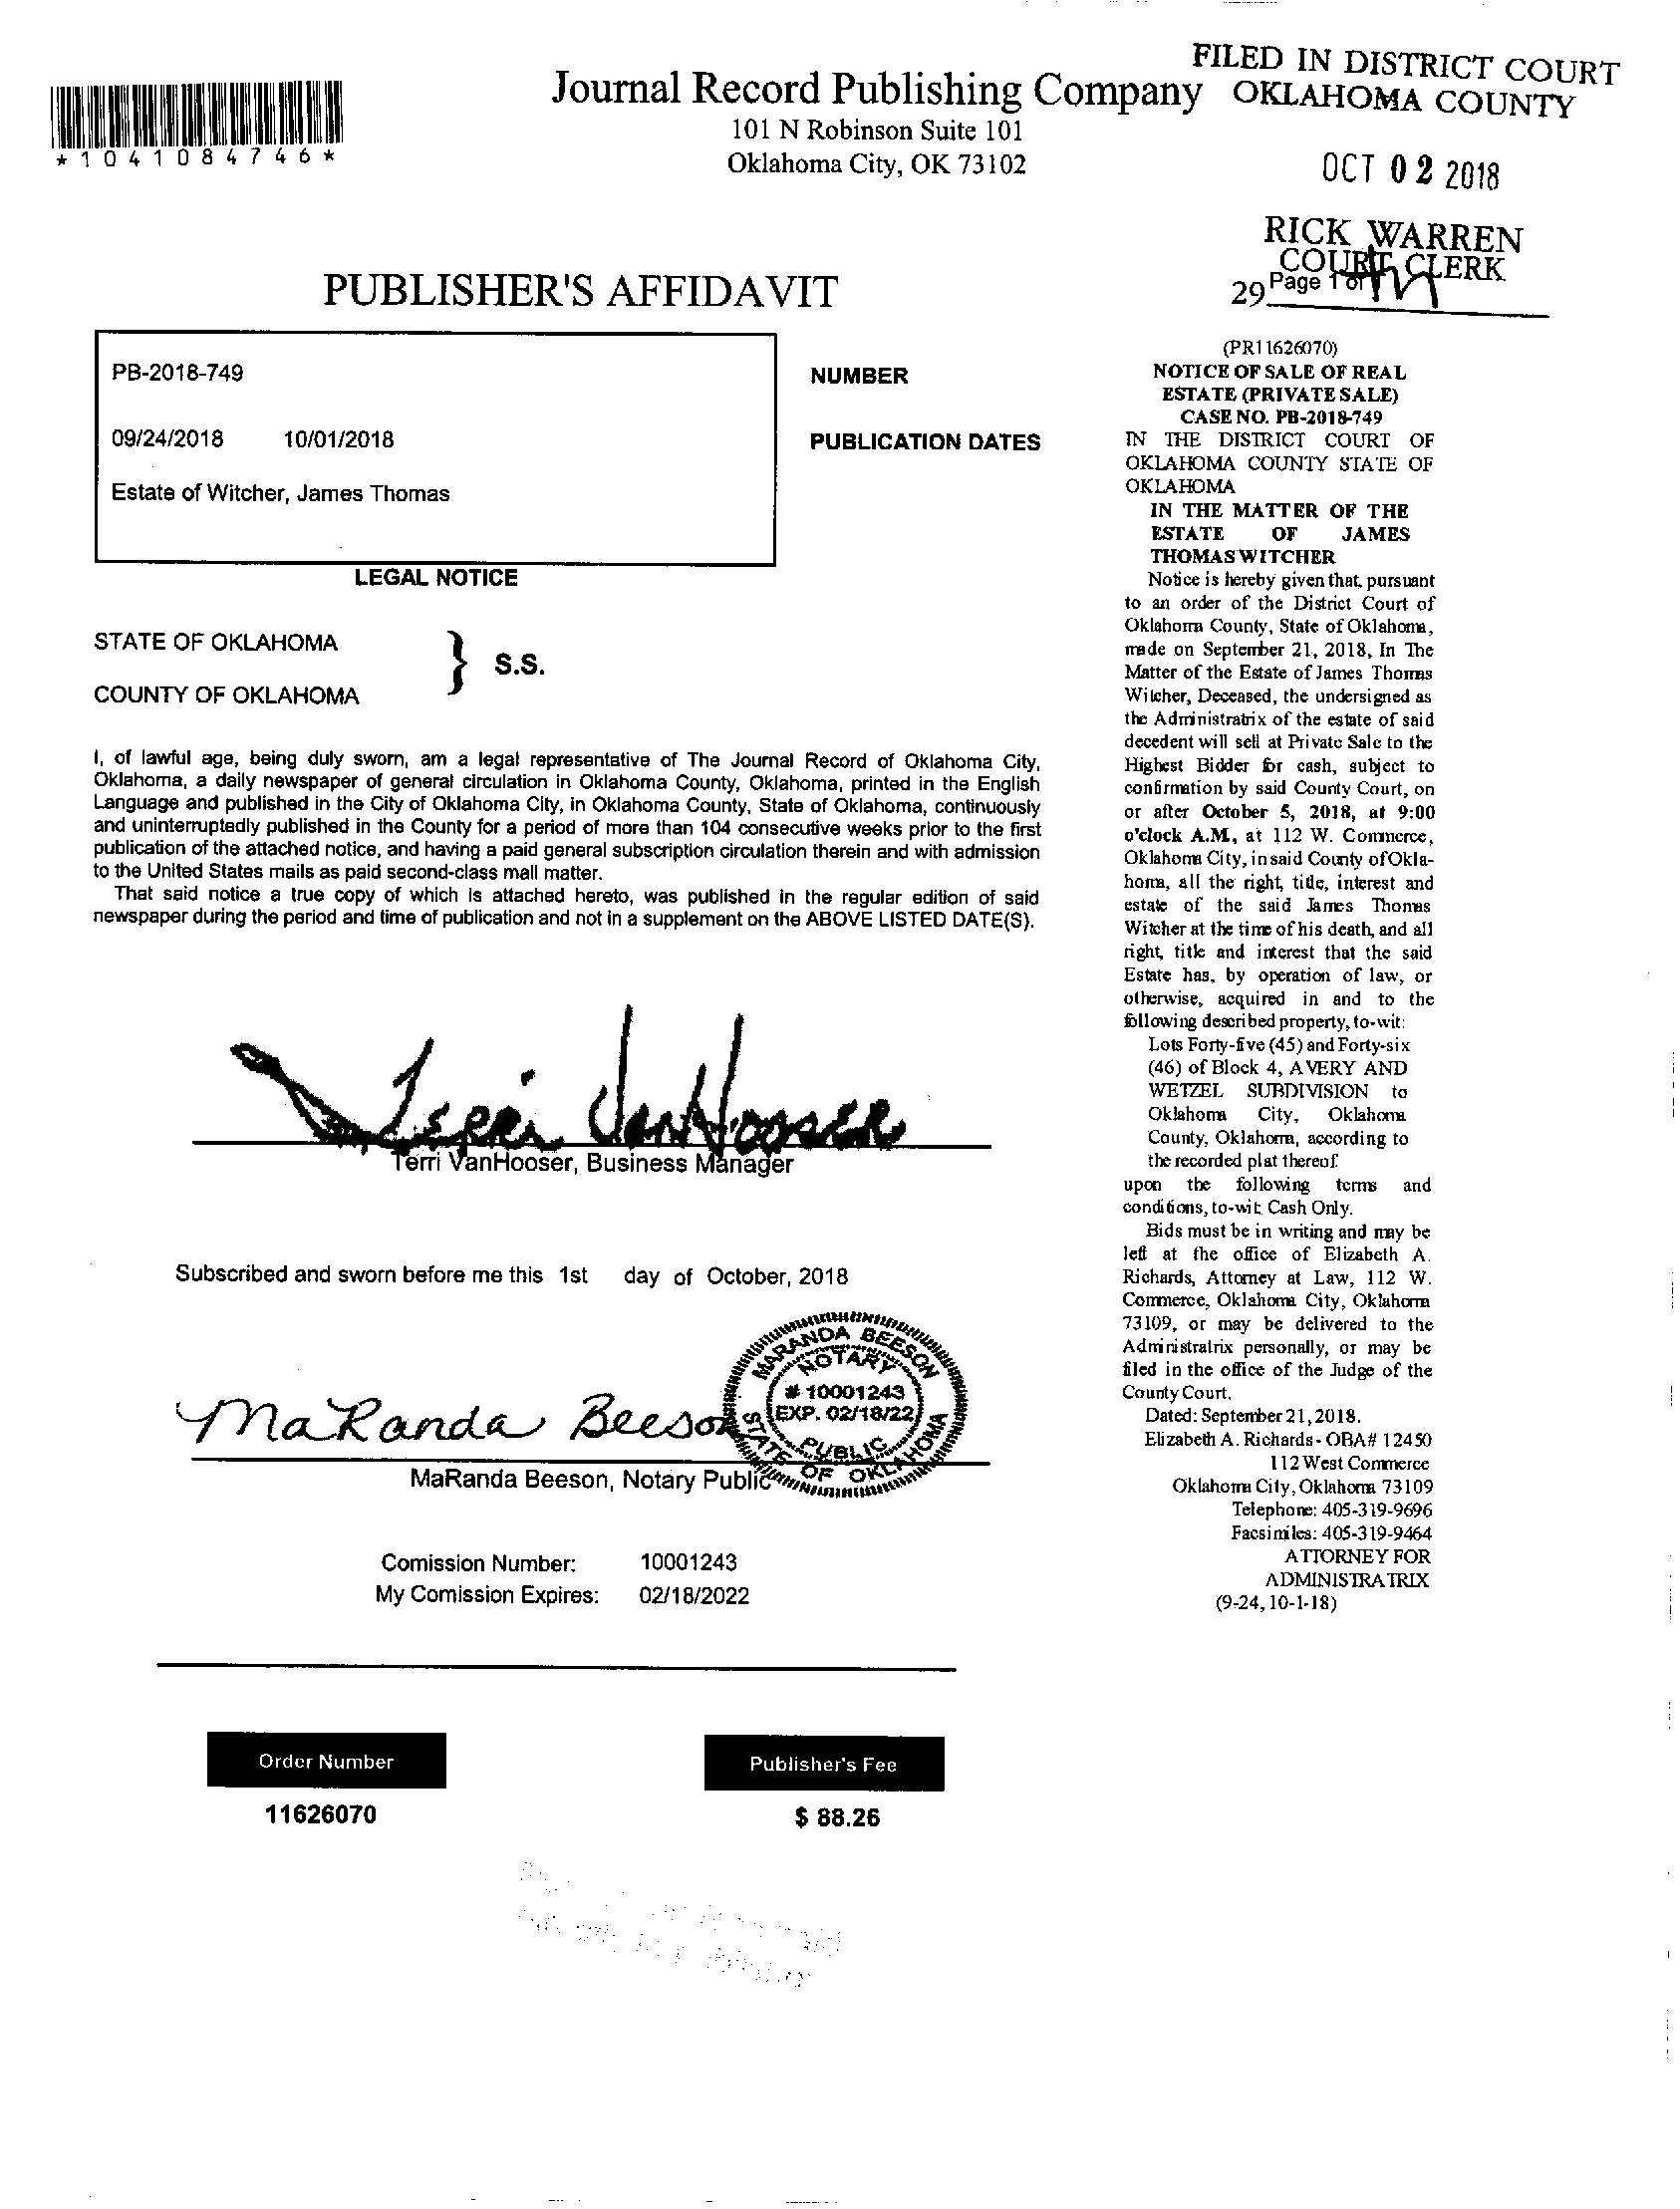 Journal Record Publishing Company
101 N Robinson Suite 101
Oklahoma City, OK 73102
*1041084746*
FILED IN DISTRICT COURT
OKLAHOMA COUNTY
OCT 02 2018
RICK WARREN
COURT CLERK
29
Page 1 of
PUBLISHER'S AFFIDAVIT
PB-2018-749
NUMBER
09/24/2018 10/01/2018
PUBLICATION DATES
Estate of Witcher, James Thomas
LEGAL NOTICE
STATE OF OKLAHOMA
} S.S.
COUNTY OF OKLAHOMA
I, of lawful age, being duly sworn, am a legal representative of The Journal Record of Oklahoma City,
Oklahoma, a daily newspaper of general circulation in Oklahoma County, Oklahoma, printed in the English
Language and published in the City of Oklahoma City, in Oklahoma County, State of Oklahoma, continuously
and uninterruptedly published in the County for a period of more than 104 consecutive weeks prior to the first
publication of the attached notice, and having a paid general subscription circulation therein and with admission
to the United States mails as paid second-class mail matter.
That said notice a true copy of which is attached hereto, was published in the regular edition of said
newspaper during the period and time of publication and not in a supplement on the ABOVE LISTED DATE(S).
Terri VanHooser
Terri VanHooser, Business Manager
Subscribed and sworn before me this 1st day of October, 2018
MaRanda Beeson
MARANDA BEESON
NOTARY
# 10001243
EXP. 02/18/22
PUBLIC
STATE OF OKLAHOMA
MaRanda Beeson, Notary Public
Comission Number: 10001243
My Comission Expires: 02/18/2022
Order Number
Publisher's Fee
11626070
$ 88.26
(PR11626070)
NOTICE OF SALE OF REAL
ESTATE (PRIVATE SALE)
CASE NO. PB-2018-749
IN THE DISTRICT COURT OF
OKLAHOMA COUNTY STATE OF
OKLAHOMA
IN THE MATTER OF THE
ESTATE OF JAMES
THOMAS WITCHER
Notice is hereby given that, pursuant
to an order of the District Court of
Oklahoma County, State of Oklahoma,
made on September 21, 2018, In The
Matter of the Estate of James Thomas
Witcher, Deceased, the undersigned as
the Administratrix of the estate of said
decedent will sell at Private Sale to the
Highest Bidder for cash, subject to
confirmation by said County Court, on
or after October 5, 2018, at 9:00
o'clock A.M, at 112 W. Commerce,
Oklahoma City, in said County of Okla-
homa, all the right, title, interest and
estate of the said James Thomas
Witcher at the time of his death, and all
right, title and interest that the said
Estate has, by operation of law, or
otherwise, acquired in and to the
following described property, to-wit:
Lots Forty-five (45) and Forty-six
(46) of Block 4, AVERY AND
WETZEL SUBDIVISION to
Oklahoma City, Oklahoma
County, Oklahoma, according to
the recorded plat thereof.
upon the following terms and
conditions, to-wit: Cash Only.
Bids must be in writing and may be
left at the office of Elizabeth A.
Richards, Attorney at Law, 112 W.
Commerce, Oklahoma City, Oklahoma
73109, or may be delivered to the
Administratrix personally, or may be
filed in the office of the Judge of the
County Court.
Dated: September 21, 2018.
Elizabeth A. Richards - OBA# 12450
112 West Commerce
Oklahoma City, Oklahoma 73109
Telephone: 405-319-9696
Facsimiles: 405-319-9464
ATTORNEY FOR
ADMINISTRATRIX
(9-24, 10-1-18)